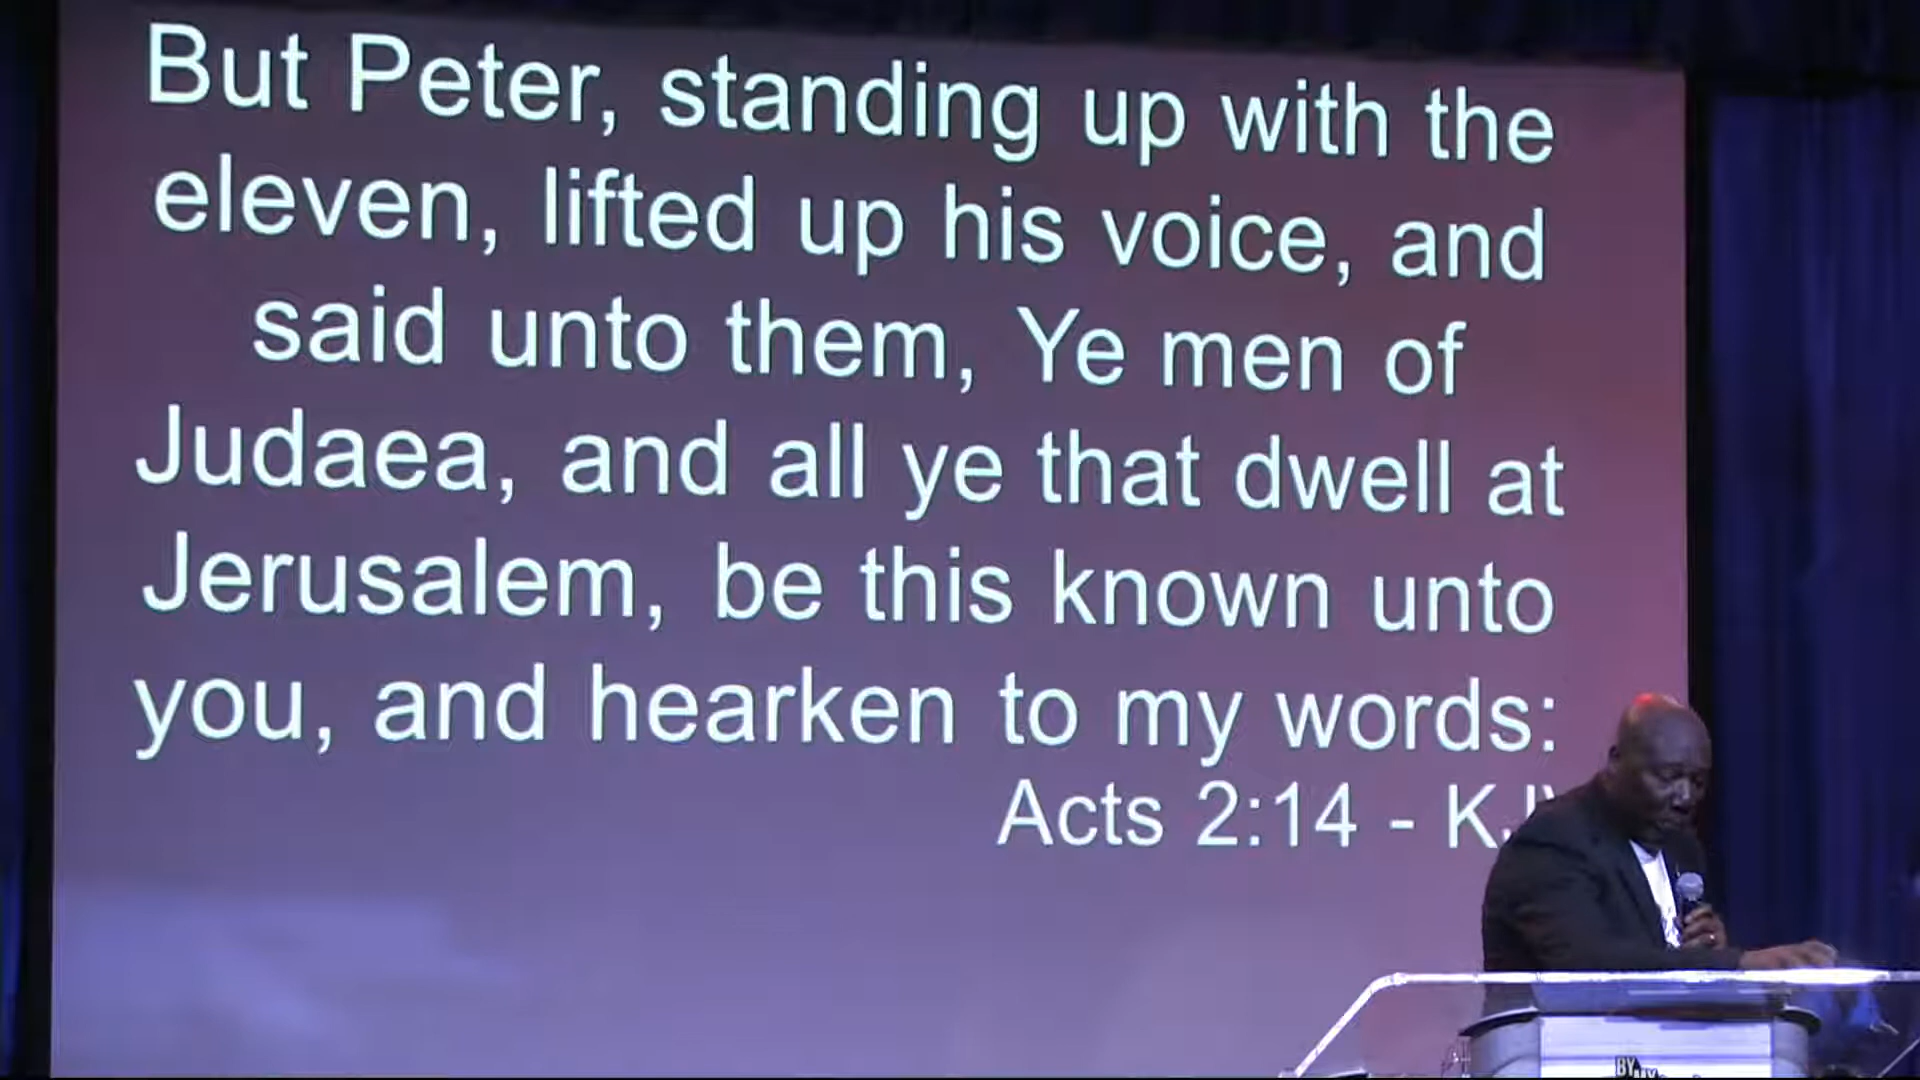 But Peter, standing up with the
eleven, lifted up his voice, and
said unto them, Ye men of
Judaea, and all ye that dwell at
Jerusalem, be this known unto
you, and hearken to my words:
Acts 2:14 -
BY